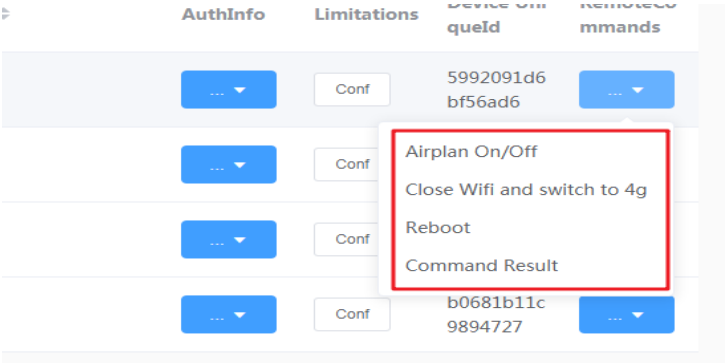 AuthInfo
Limitations
Device Uni
queId
RemoteCo
mmands
...
Conf
5992091d6
bf56ad6
...
Airplan On/Off
Close Wifi and switch to 4g
Reboot
Command Result
...
Conf
...
Conf
...
Conf
b0681b11c
9894727
...